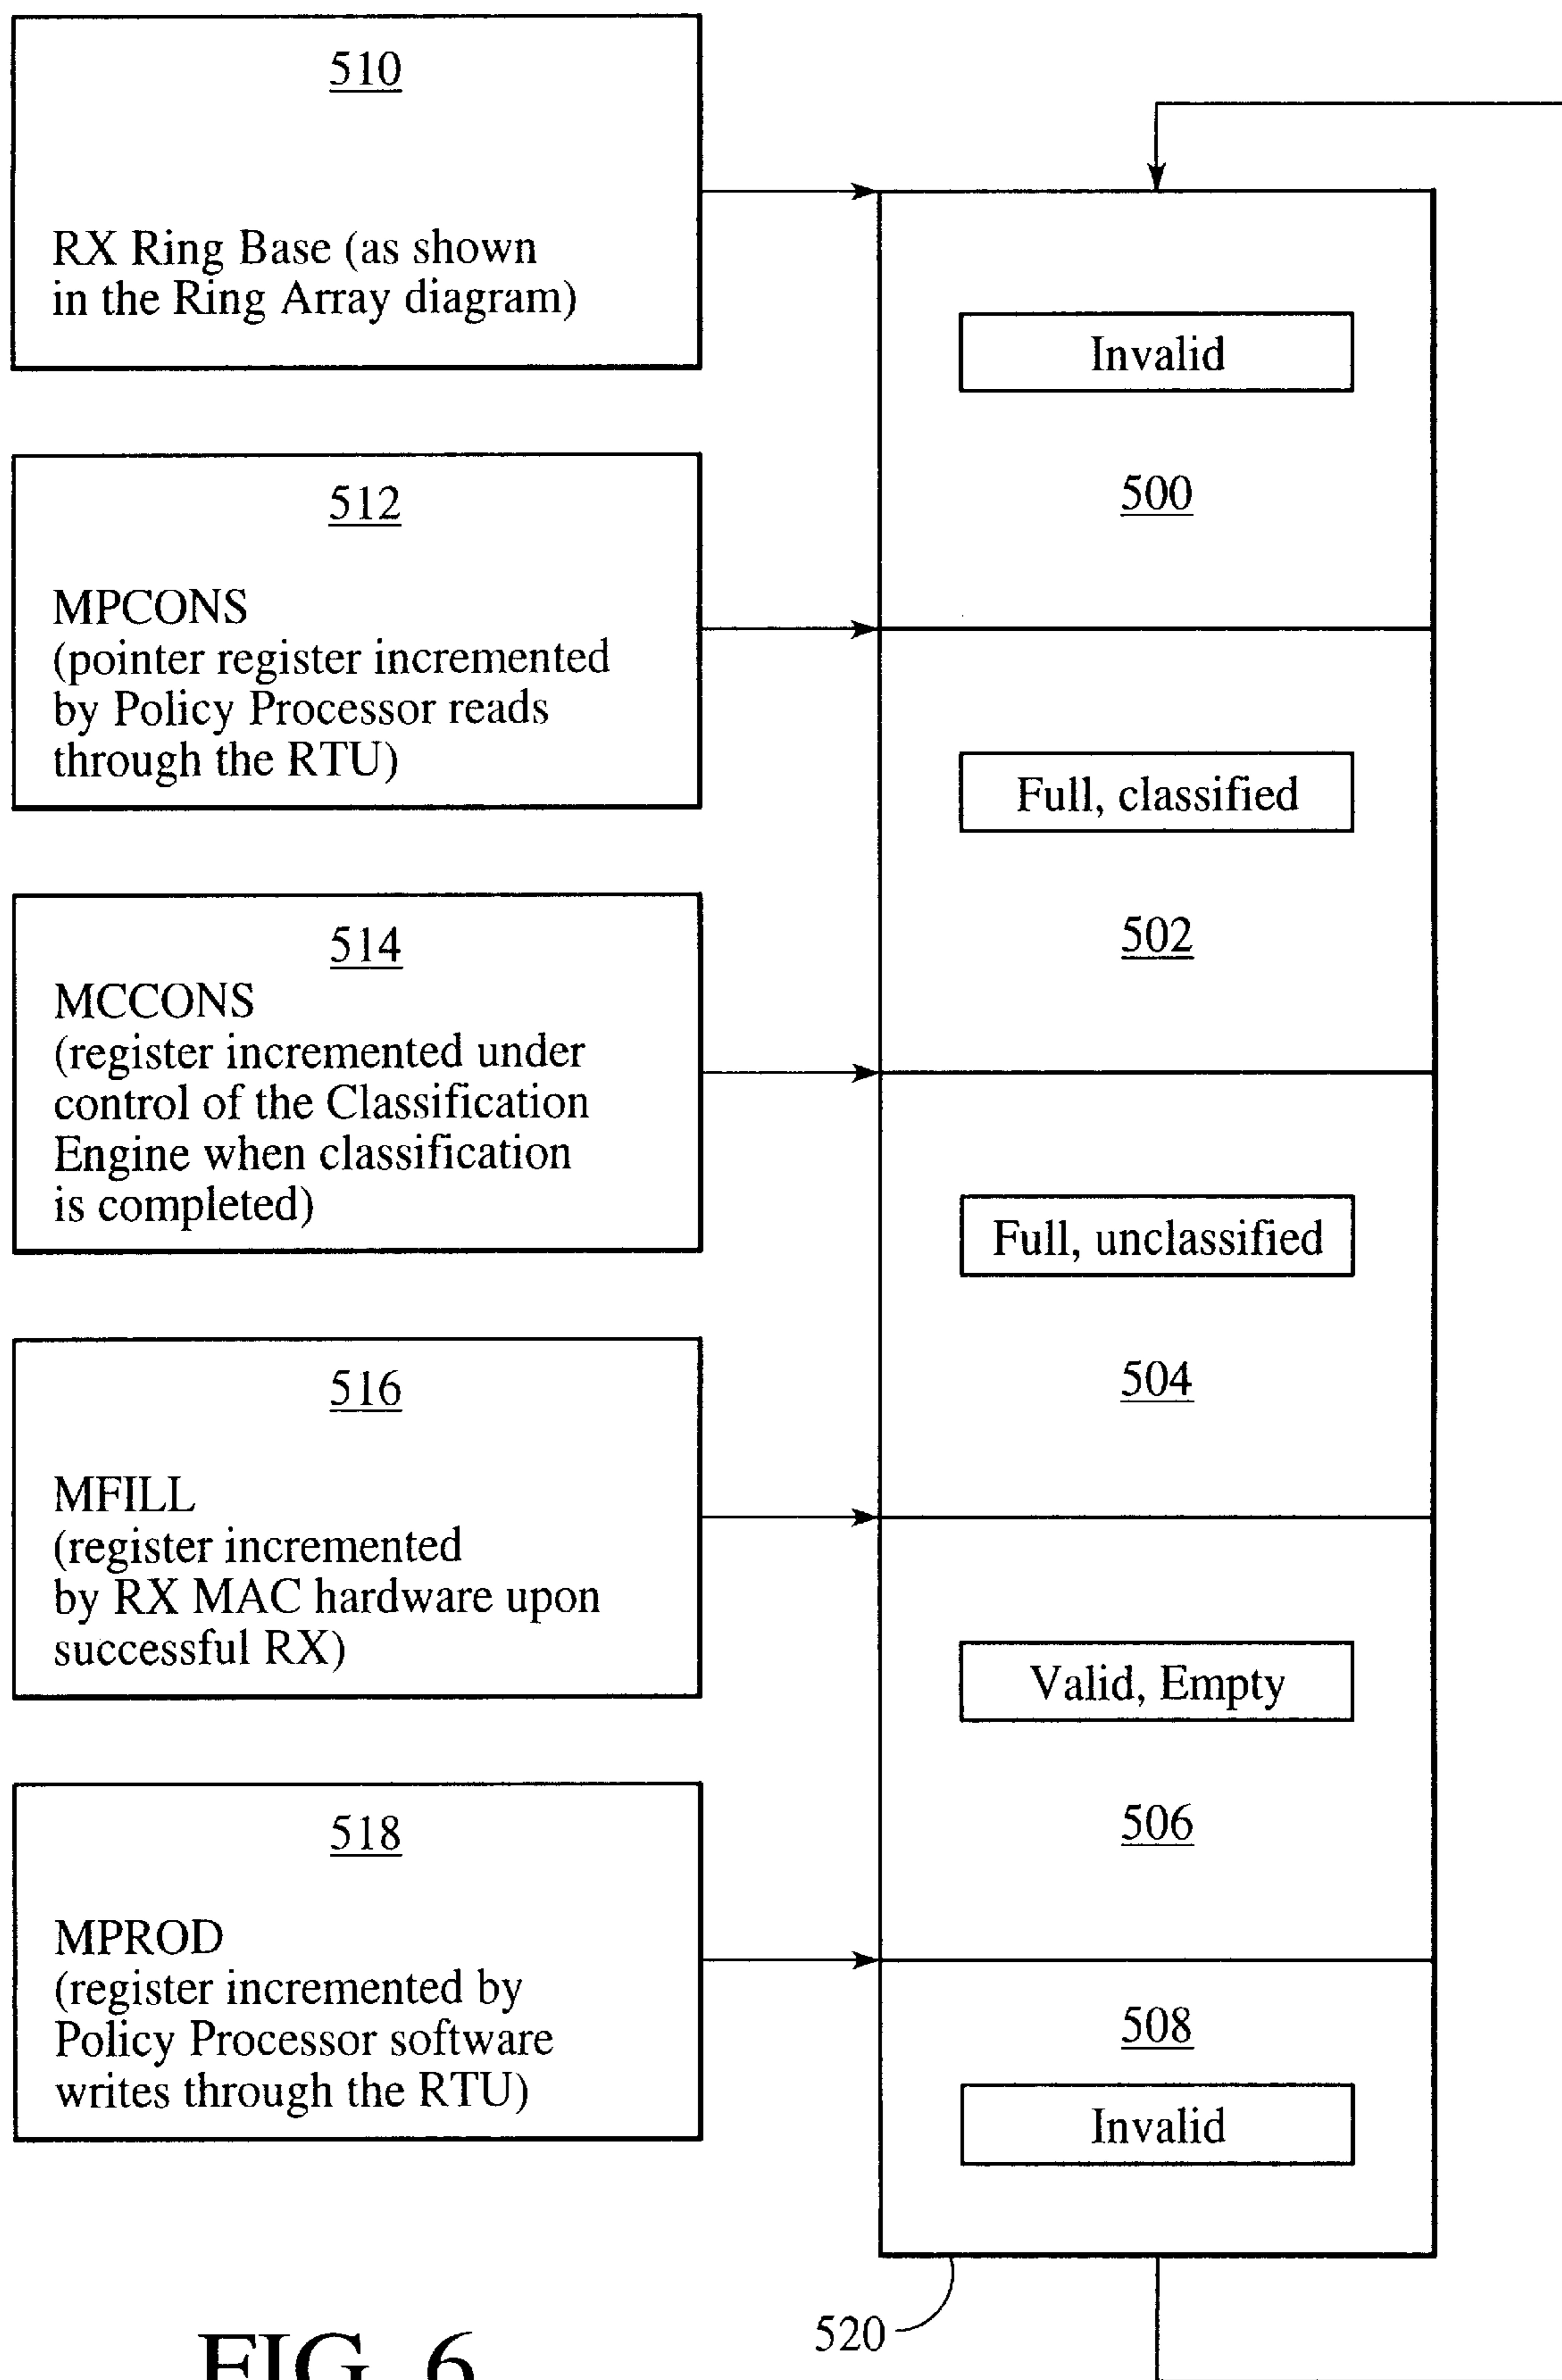 510
RX Ring Base (as shown
in the Ring Array diagram)
512
MPCONS
(pointer register incremented
by Policy Processor reads
through the RTU)
514
MCCONS
(register incremented under
control of the Classification
Engine when classification
is completed)
516
MFILL
(register incremented
by RX MAC hardware upon
successful RX)
518
MPROD
(register incremented by
Policy Processor software
writes through the RTU)
Invalid
500
Full, classified
502
Full, unclassified
504
Valid, Empty
506
508
Invalid
520
FIG. 6